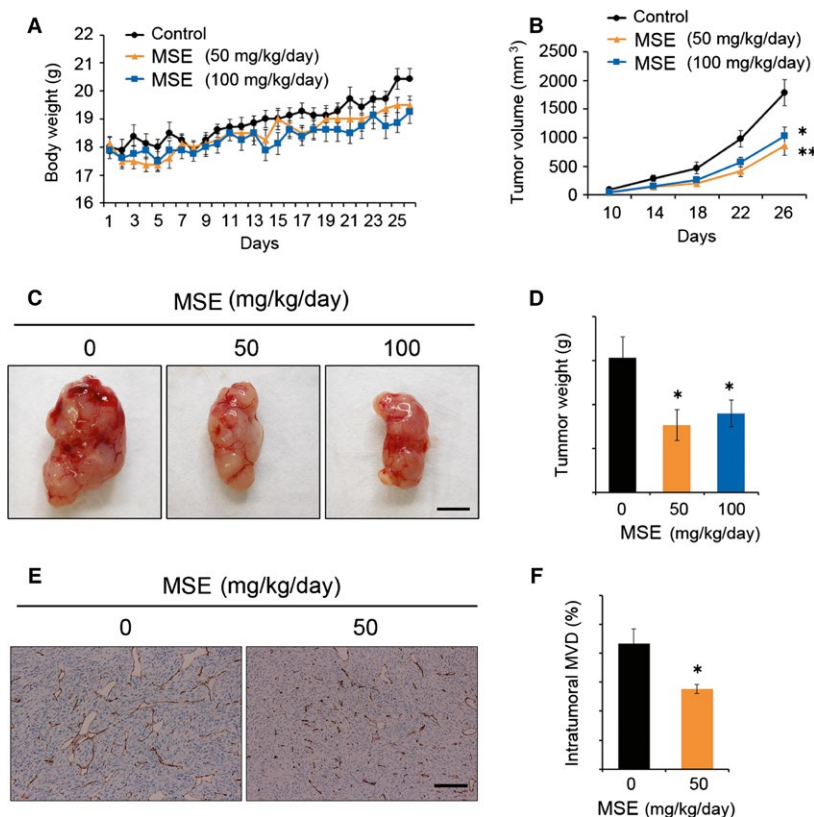 A
Control
MSE (50 mg/kg/day)
MSE (100 mg/kg/day)
Body weight (g)
22
21
20
19
18
17
16
1 3 5 7 9 11 13 15 17 19 21 23 25
Days
B
Control
MSE (50 mg/kg/day)
MSE (100 mg/kg/day)
Tumor volume (mm³)
2500
2000
1500
1000
500
0
*
**
10 14 18 22 26
Days
C
MSE (mg/kg/day)
0 50 100
D
Tummor weight (g)
* *
0 50 100
MSE (mg/kg/day)
E
MSE (mg/kg/day)
0 50
F
Intratumoral MVD (%)
*
0 50
MSE (mg/kg/day)